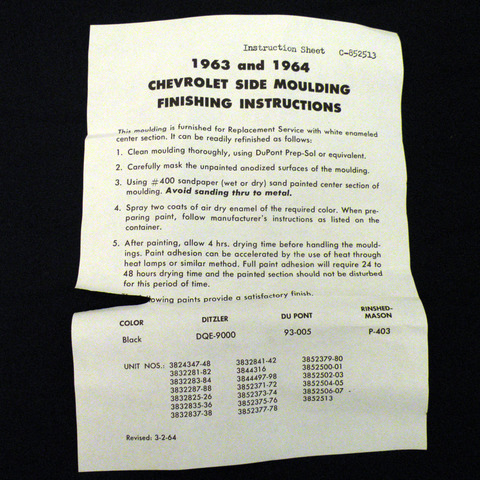 Instruction Sheet C-852513
1963 and 1964
CHEVROLET SIDE MOULDING
FINISHING INSTRUCTIONS
This moulding is furnished for Replacement Service with white enameled
center section. It can be readily refinished as follows:
1. Clean moulding thoroughly, using DuPont Prep-Sol or equivalent.
2. Carefully mask the unpainted anodized surfaces of the moulding.
3. Using #400 sandpaper (wet or dry) sand painted center section of
moulding. Avoid sanding thru to metal.
4. Spray two coats of air dry enamel of the required color. When pre-
paring paint, follow manufacturer's instructions as listed on the
container.
5. After painting, allow 4 hrs. drying time before handling the mould-
ings. Paint adhesion can be accelerated by the use of heat through
heat lamps or similar method. Full paint adhesion will require 24 to
48 hours drying time and the painted section should not be disturbed
for this period of time.
owing paints provide a satisfactory finish.
COLOR DITZLER DU PONT RINSHED-
MASON
Black DQE-9000 93-005 P-403
UNIT NOS.: 3824347-48 3832841-42 3852379-80
3832281-82 3844316 3852500-01
3832283-84 3844497-98 3852502-03
3832287-88 3852371-72 3852504-05
3832825-26 3852373-74 3852506-07
3832835-36 3852375-76 3852513
3832837-38 3852377-78
Revised: 3-2-64